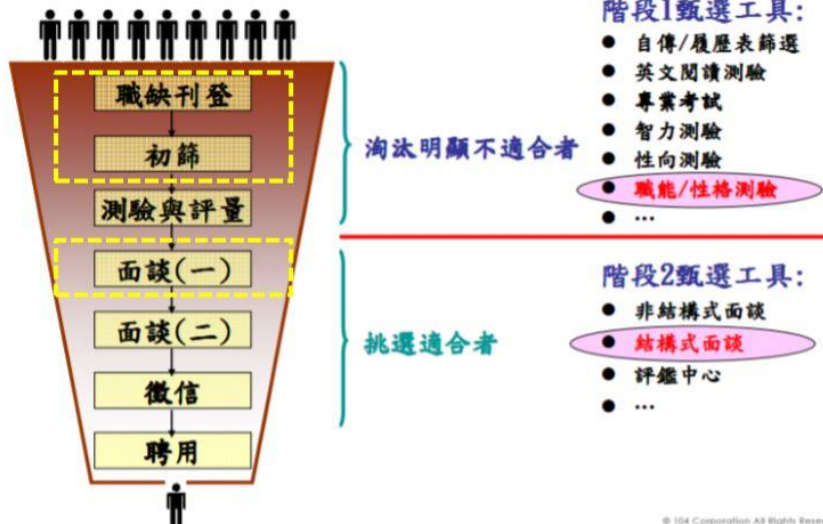 職缺刊登
初篩
測驗與評量
面談(一)
面談(二)
徵信
聘用
淘汰明顯不適合者
挑選適合者
階段1甄選工具:
● 自傳/履歷表篩選
● 英文閱讀測驗
● 專業考試
● 智力測驗
● 性向測驗
● 職能/性格測驗
● …
階段2甄選工具:
● 非結構式面談
● 結構式面談
● 評鑑中心
● …
© 104 Corporation All Rights Reser